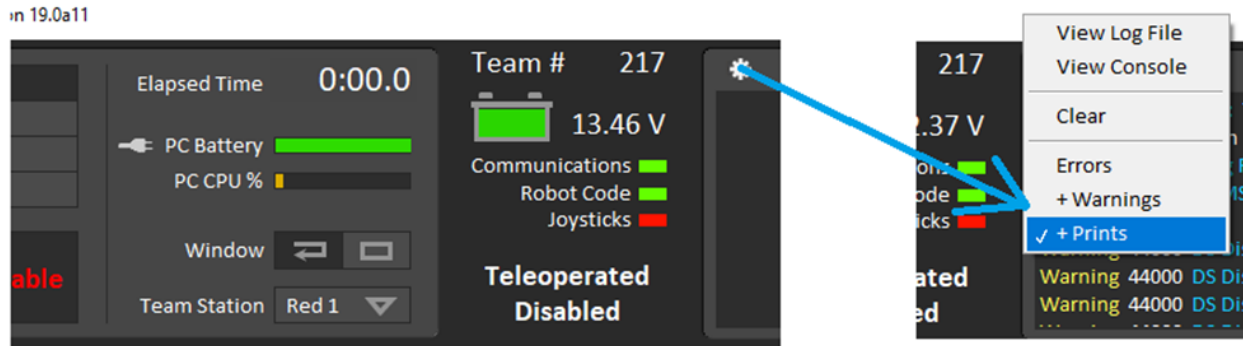 on 19.0a11
Elapsed Time 0:00.0
PC Battery
PC CPU %
Window
Team Station Red 1
able
Team # 217
13.46 V
Communications
Robot Code
Joysticks
Teleoperated
Disabled
217
2.37 V
ons
ode
icks
ated
ed
View Log File
View Console
Clear
Errors
+ Warnings
✓ + Prints
Warning 44000 DS Dis
Warning 44000 DS Dis